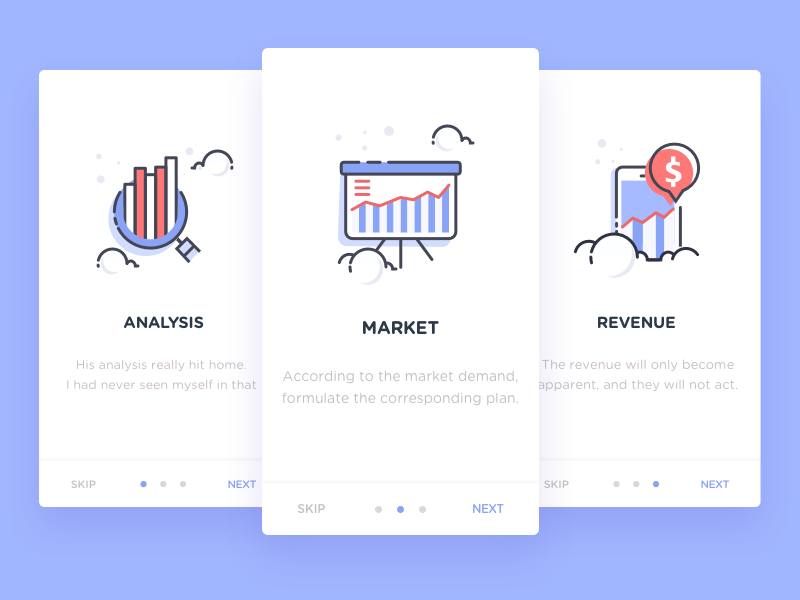 ANALYSIS
His analysis really hit home.
I had never seen myself in that
SKIP
NEXT
$
MARKET
According to the market demand,
formulate the corresponding plan.
SKIP
NEXT
$
REVENUE
The revenue will only become
apparent, and they will not act.
SKIP
NEXT